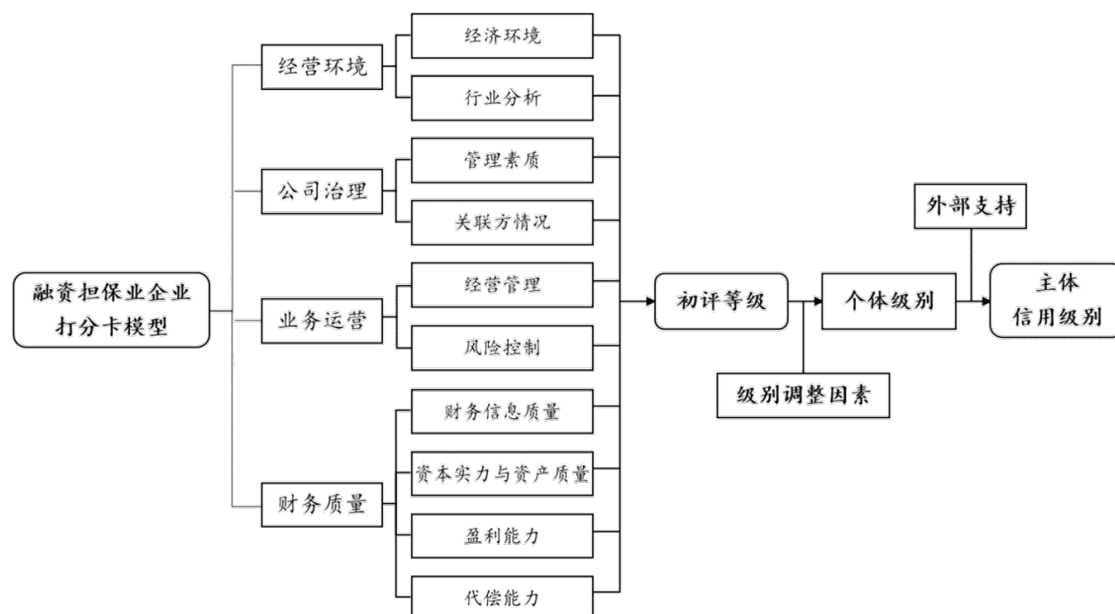 融资担保业企业
打分卡模型
经营环境
经济环境
行业分析
公司治理
管理素质
关联方情况
业务运营
经营管理
风险控制
财务质量
财务信息质量
资本实力与资产质量
盈利能力
代偿能力
初评等级
级别调整因素
个体级别
外部支持
主体
信用级别